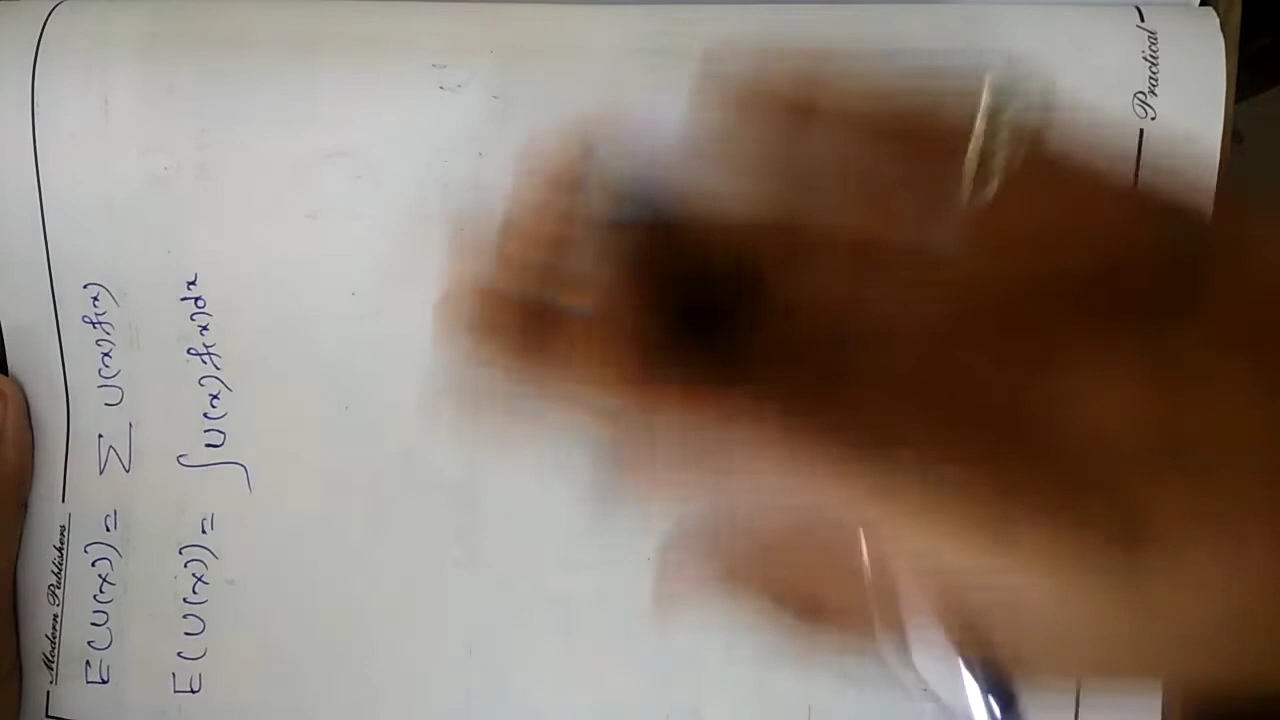 Modern Publishers
E(U(x)) = ∑ U(x) f(x)
E(U(x)) = ∫ U(x) f(x) dx
Practical